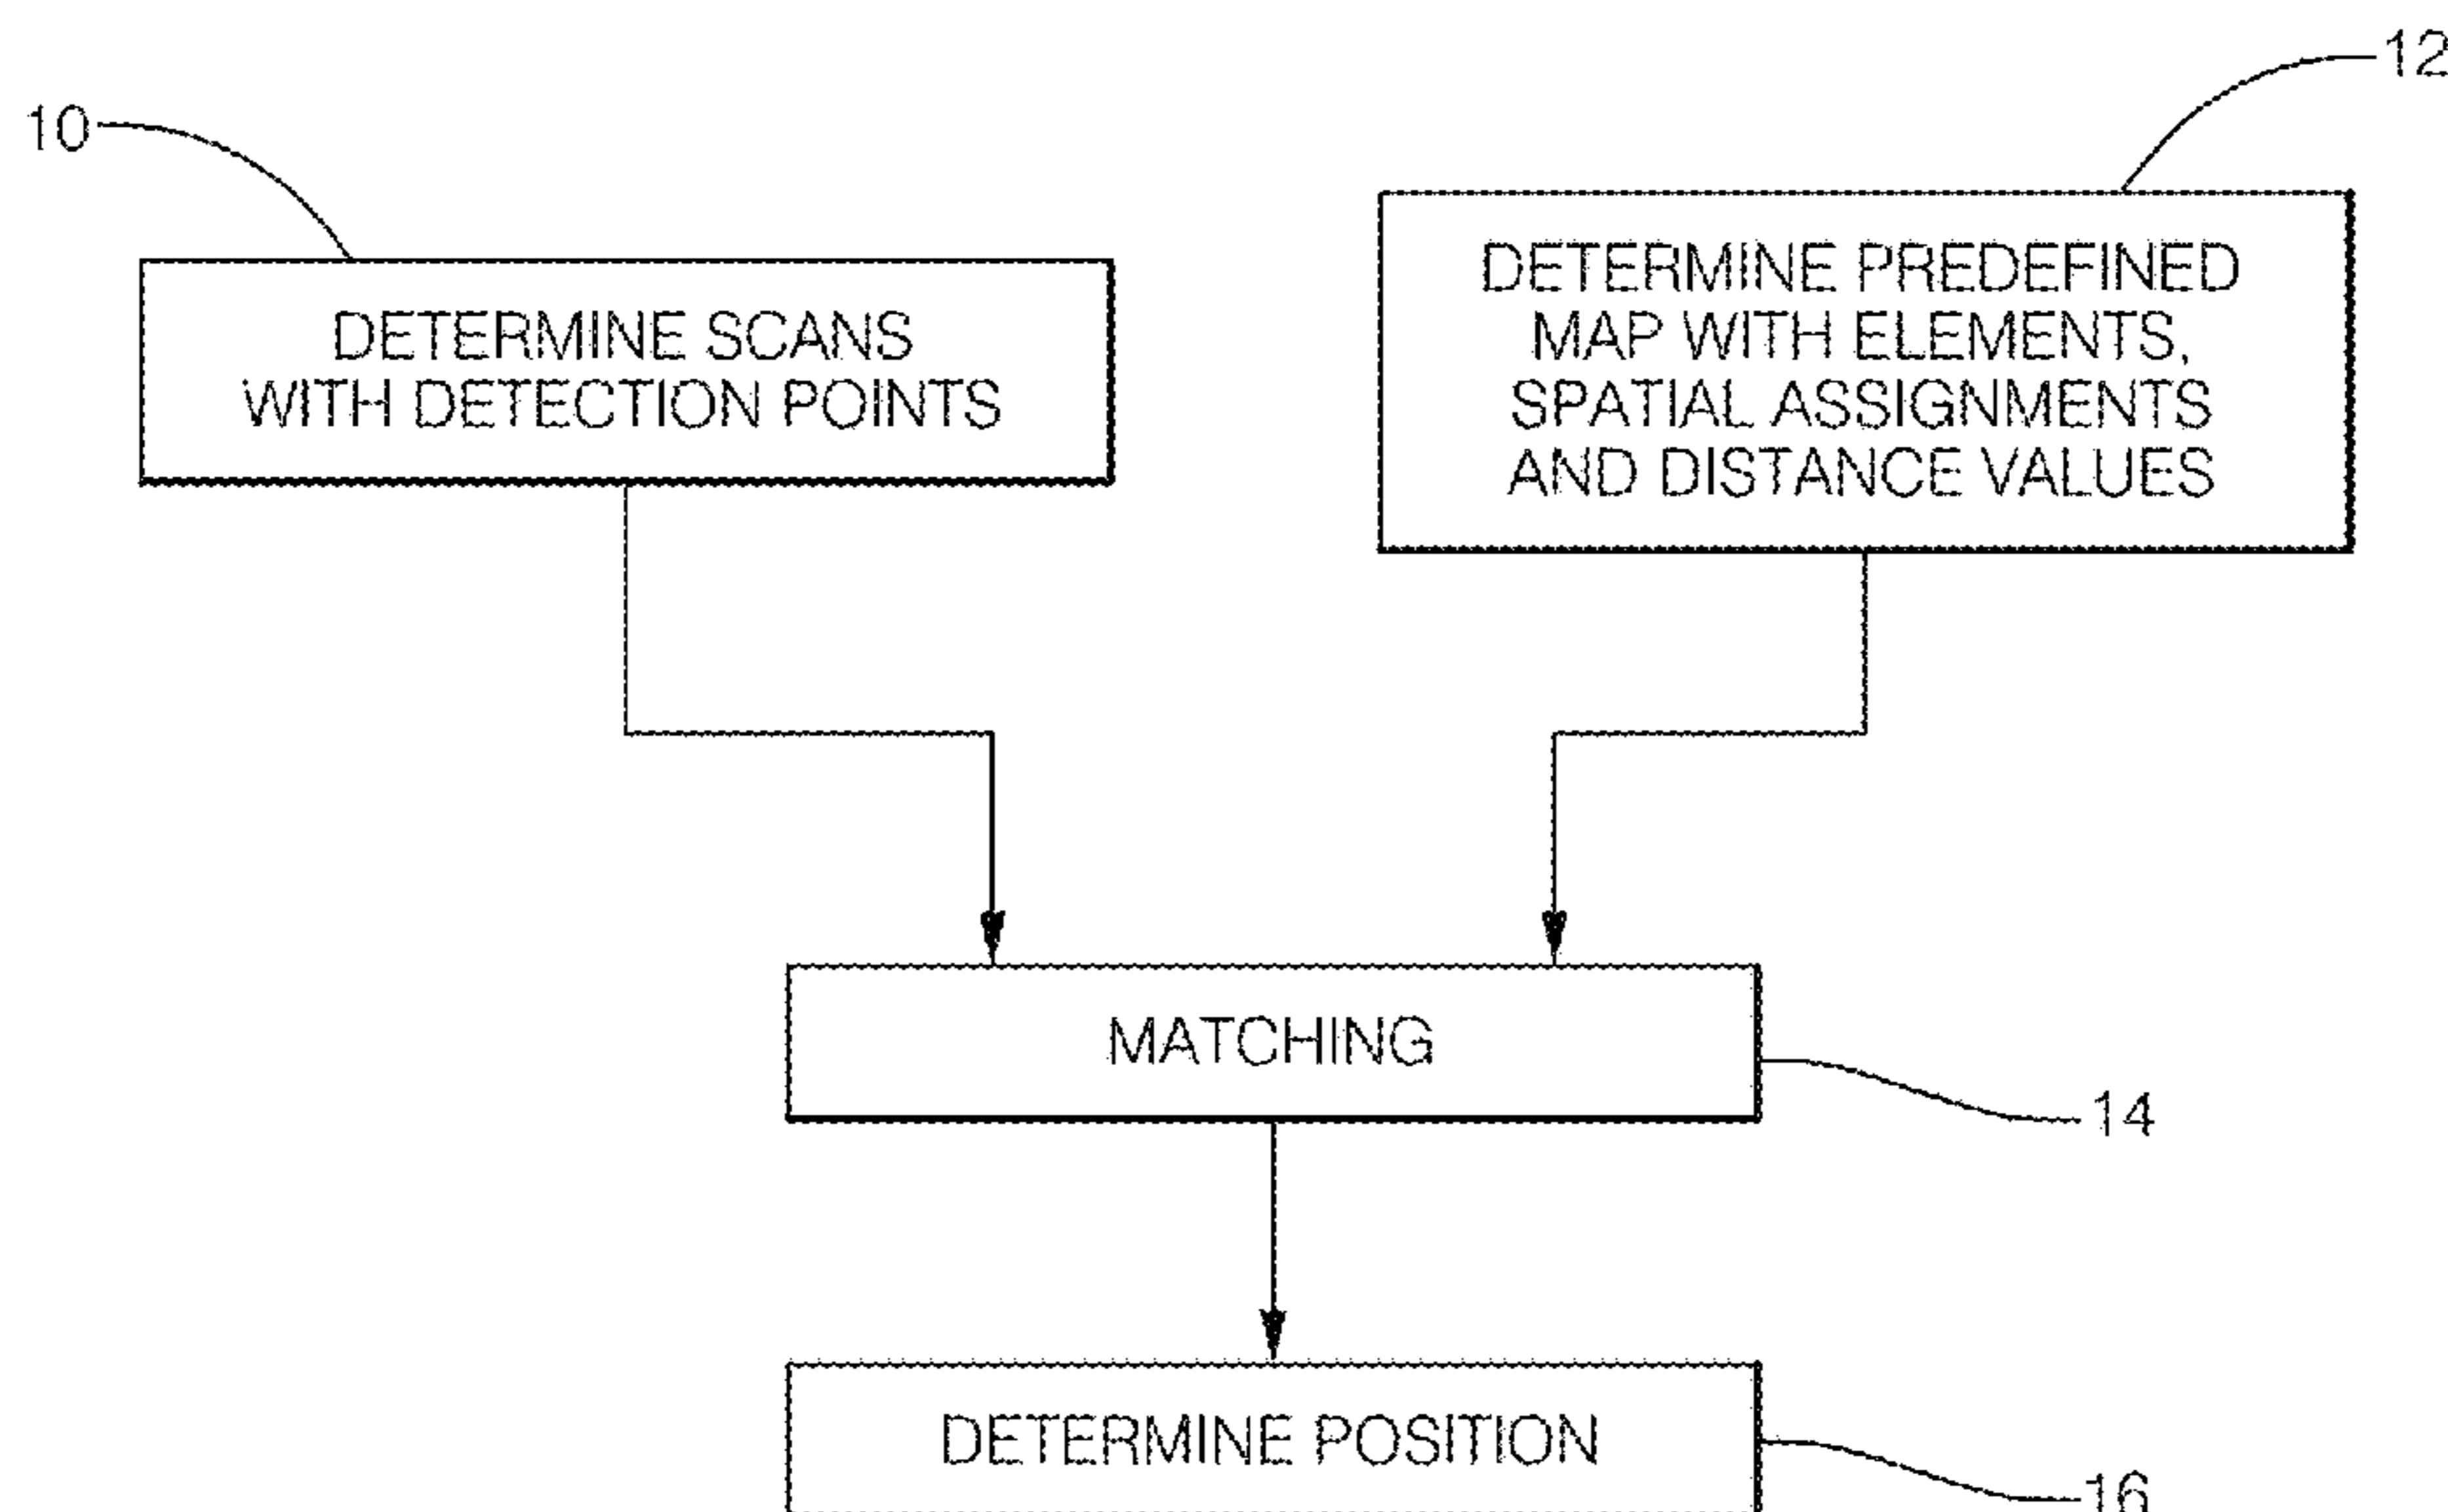 12
10
DETERMINE PREDEFINED
MAP WITH ELEMENTS,
SPATIAL ASSIGNMENTS
AND DISTANCE VALUES
DETERMINE SCANS
WITH DETECTION POINTS
MATCHING
14
DETERMINE POSITION
16